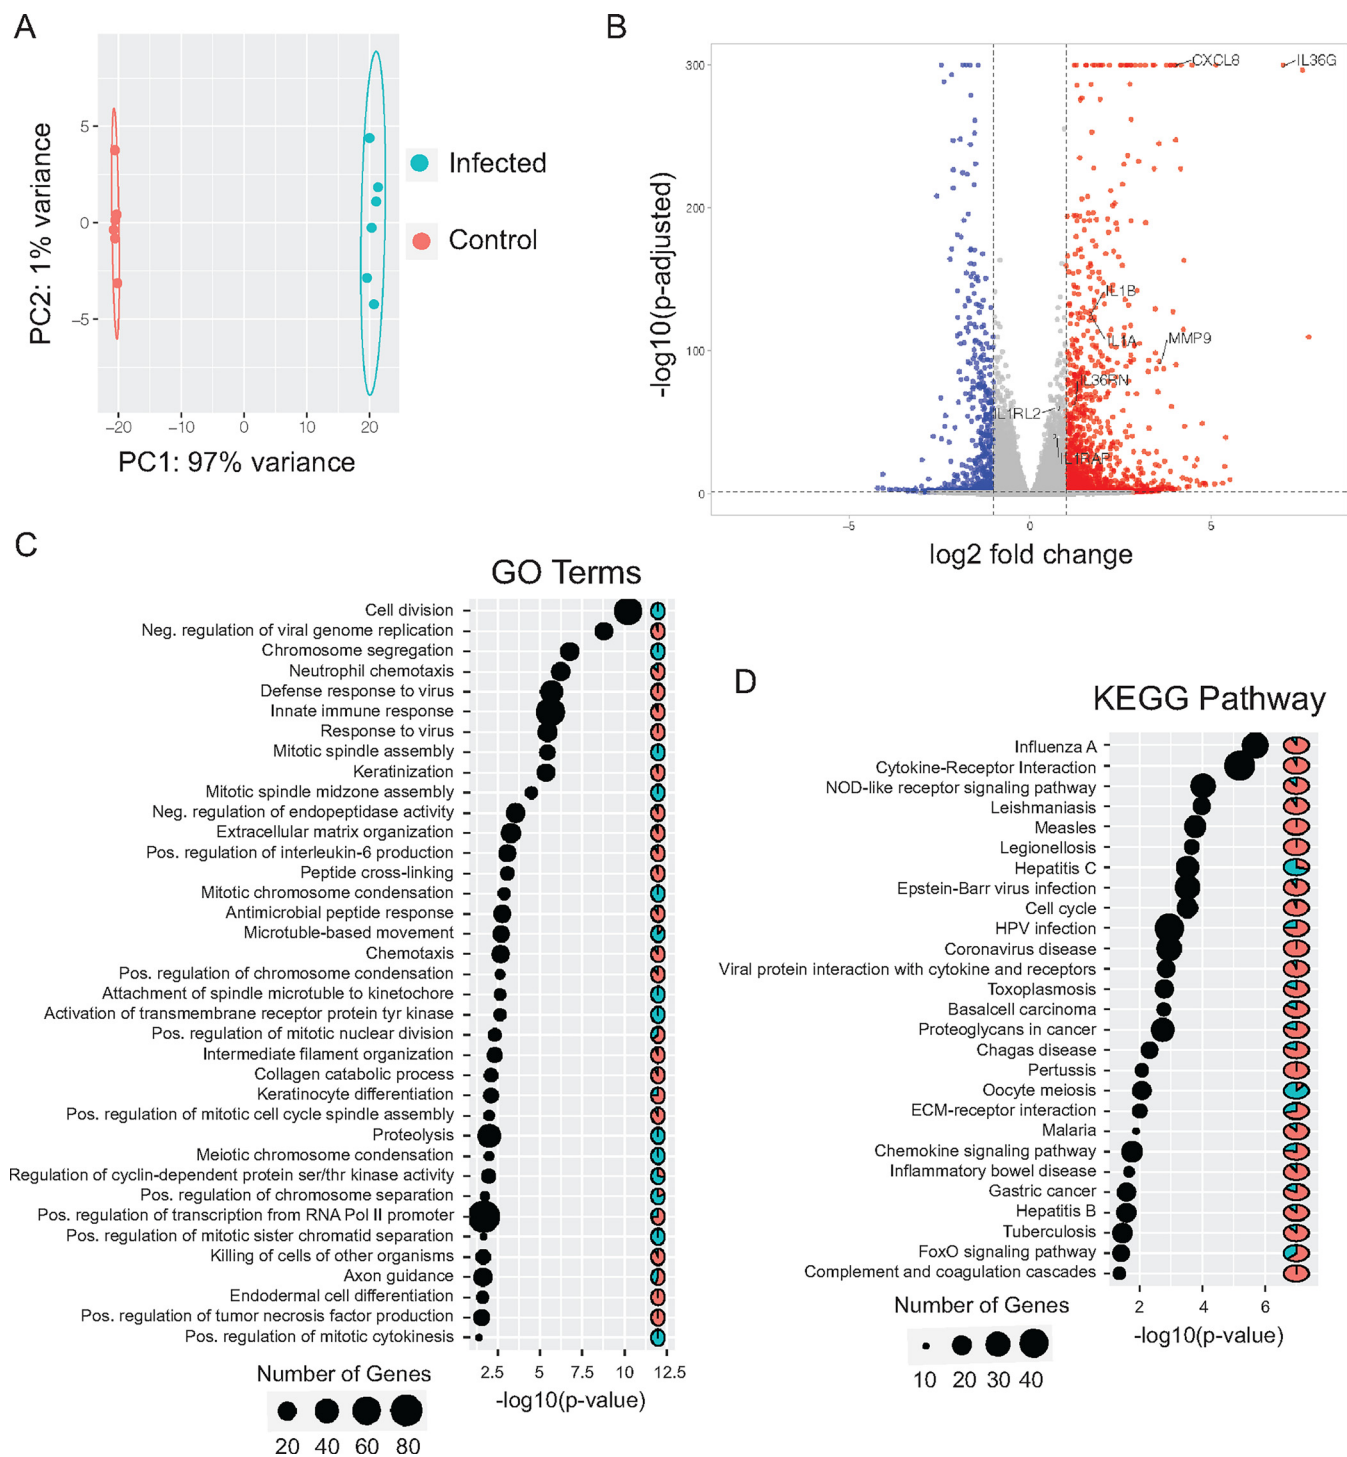 A
PC2: 1% variance
5
0
−5
−20
−10
0
10
20
PC1: 97% variance
Infected
Control
B
-log10(p-adjusted)
300
200
100
0
CXCL8
IL36G
IL1B
IL1A
MMP9
IL36RN
IL1RL2
IL1RAP
−5
0
5
log2 fold change
C
GO Terms
Cell division
Neg. regulation of viral genome replication
Chromosome segregation
Neutrophil chemotaxis
Defense response to virus
Innate immune response
Response to virus
Mitotic spindle assembly
Keratinization
Mitotic spindle midzone assembly
Neg. regulation of endopeptidase activity
Extracellular matrix organization
Pos. regulation of interleukin-6 production
Peptide cross-linking
Mitotic chromosome condensation
Antimicrobial peptide response
Microtuble-based movement
Chemotaxis
Pos. regulation of chromosome condensation
Attachment of spindle microtuble to kinetochore
Activation of transmembrane receptor protein tyr kinase
Pos. regulation of mitotic nuclear division
Intermediate filament organization
Collagen catabolic process
Keratinocyte differentiation
Pos. regulation of mitotic cell cycle spindle assembly
Proteolysis
Meiotic chromosome condensation
Regulation of cyclin-dependent protein ser/thr kinase activity
Pos. regulation of chromosome separation
Pos. regulation of transcription from RNA Pol II promoter
Pos. regulation of mitotic sister chromatid separation
Killing of cells of other organisms
Axon guidance
Endodermal cell differentiation
Pos. regulation of tumor necrosis factor production
Pos. regulation of mitotic cytokinesis
2.5
5
7.5
10
12.5
-log10(p-value)
Number of Genes
20
40
60
80
D
KEGG Pathway
Influenza A
Cytokine-Receptor Interaction
NOD-like receptor signaling pathway
Leishmaniasis
Measles
Legionellosis
Hepatitis C
Epstein-Barr virus infection
Cell cycle
HPV infection
Coronavirus disease
Viral protein interaction with cytokine and receptors
Toxoplasmosis
Basalcell carcinoma
Proteoglycans in cancer
Chagas disease
Pertussis
Oocyte meiosis
ECM-receptor interaction
Malaria
Chemokine signaling pathway
Inflammatory bowel disease
Gastric cancer
Hepatitis B
Tuberculosis
FoxO signaling pathway
Complement and coagulation cascades
2
4
6
-log10(p-value)
Number of Genes
10
20
30
40